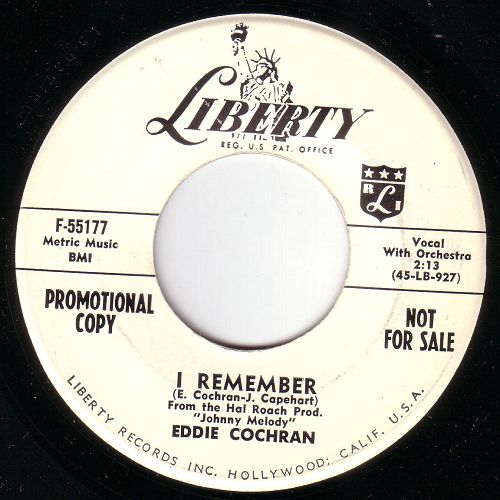 LIBERTY
REG. U.S. PAT. OFFICE
R L I
F-55177
Metric Music
BMI
Vocal
With Orchestra
2:13
(45-LB-927)
PROMOTIONAL
COPY
NOT
FOR SALE
I REMEMBER
(E. Cochran-J. Capehart)
From the Hal Roach Prod.
"Johnny Melody"
EDDIE COCHRAN
LIBERTY RECORDS INC. HOLLYWOOD, CALIF. U.S.A.